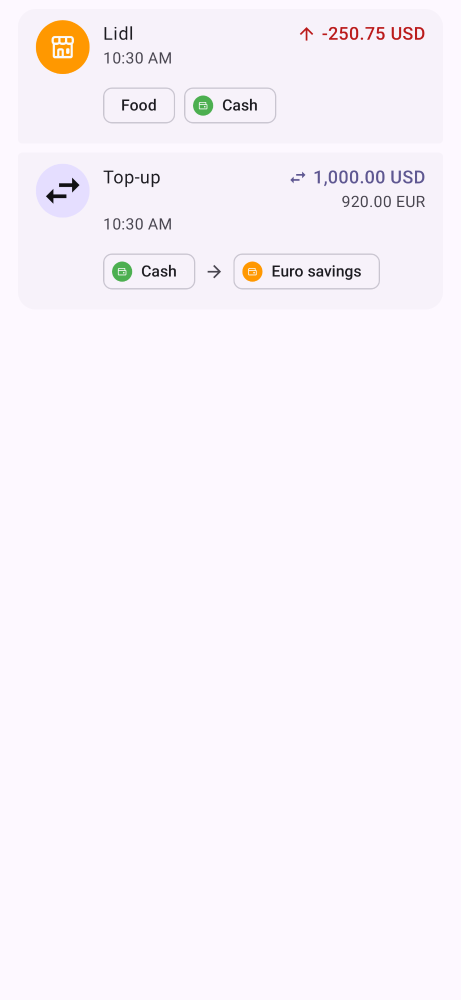 Lidl
-250.75 USD
10:30 AM
Food
Cash
Top-up
1,000.00 USD
920.00 EUR
10:30 AM
Cash
Euro savings